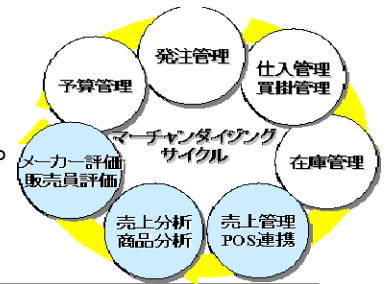 発注管理
仕入管理
買掛管理
予算管理
マーチャンダイジング
サイクル
在庫管理
メーカー評価
販売員評価
売上分析
商品分析
売上管理
POS連携